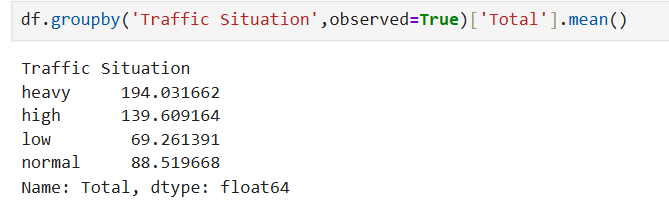 df.groupby('Traffic Situation',observed=True)['Total'].mean()
Traffic Situation
heavy     194.031662
high      139.609164
low        69.261391
normal     88.519668
Name: Total, dtype: float64